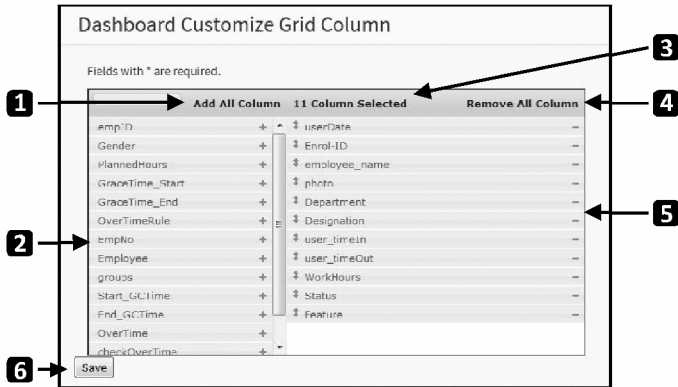 Dashboard Customize Grid Column
Fields with * are required.
Add All Column
11 Column Selected
Remove All Column
empID
Gender
PlannedHours
GraceTime_Start
GraceTime_End
OverTimeRule
EmpNo
Employee
groups
Start_GCTime
End_GCTime
OverTime
checkOverTime
userDate
Enrol-ID
employee_name
photo
Department
Designation
user_timeIn
user_timeOut
WorkHours
Status
Feature
Save
1
2
3
4
5
6